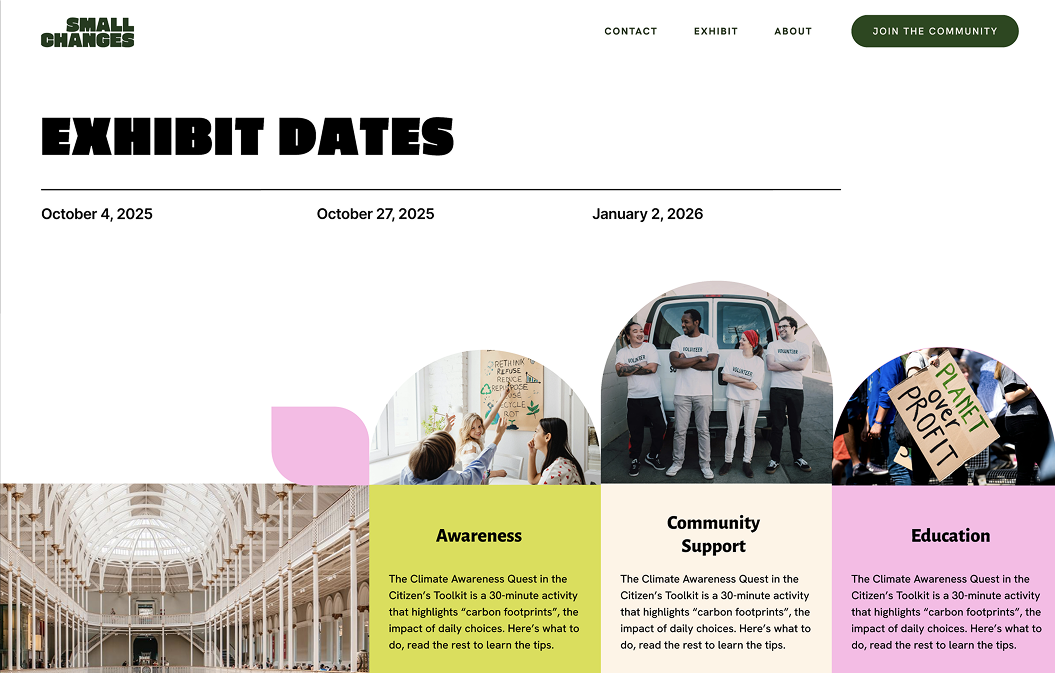 SMALL
CHANGES
CONTACT
EXHIBIT
ABOUT
JOIN THE COMMUNITY
EXHIBIT DATES
October 4, 2025
October 27, 2025
January 2, 2026
RETHINK
REFUSE
REDUCE
ROT
VOLUNTEER
VOLUNTEER
VOLUNTEER
VOLUNTEER
PLANET
over
PROFIT
Awareness
The Climate Awareness Quest in the
Citizen’s Toolkit is a 30-minute activity
that highlights “carbon footprints”, the
impact of daily choices. Here’s what to
do, read the rest to learn the tips.
Community
Support
The Climate Awareness Quest in the
Citizen’s Toolkit is a 30-minute activity
that highlights “carbon footprints”, the
impact of daily choices. Here’s what to
do, read the rest to learn the tips.
Education
The Climate Awareness Quest in the
Citizen’s Toolkit is a 30-minute activity
that highlights “carbon footprints”, the
impact of daily choices. Here’s what to
do, read the rest to learn the tips.